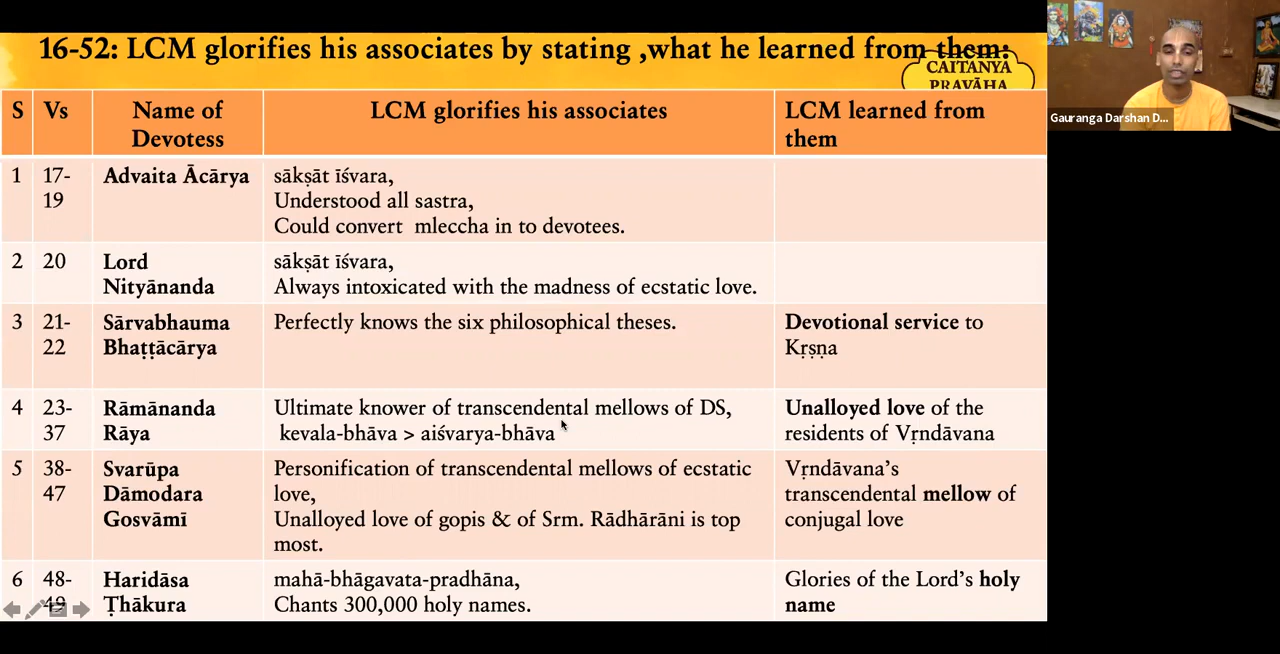 16-52: LCM glorifies his associates by stating ,what he learned from them:
CAITANYA
PRAVĀHA
S Vs Name of Devotess LCM glorifies his associates LCM learned from them
1 17-19 Advaita Ācārya sākṣāt īśvara,
Understood all sastra,
Could convert mleccha in to devotees.
2 20 Lord Nityānanda sākṣāt īśvara,
Always intoxicated with the madness of ecstatic love.
3 21-22 Sārvabhauma Bhaṭṭācārya Perfectly knows the six philosophical theses. Devotional service to Kṛṣṇa
4 23-37 Rāmānanda Rāya Ultimate knower of transcendental mellows of DS,
kevala-bhāva > aiśvarya-bhāva
Unalloyed love of the residents of Vṛndāvana
5 38-47 Svarūpa Dāmodara Gosvāmī Personification of transcendental mellows of ecstatic love,
Unalloyed love of gopis & of Srm. Rādhārāni is top most.
Vṛndāvana's transcendental mellow of conjugal love
6 48-49 Haridāsa Ṭhākura mahā-bhāgavata-pradhāna,
Chants 300,000 holy names.
Glories of the Lord's holy name
Gauranga Darshan D...